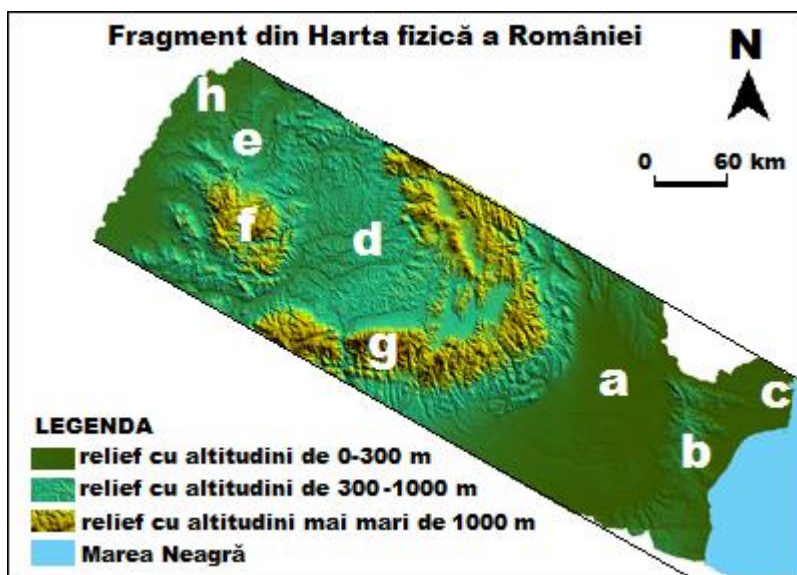 Fragment din Harta fizică a României
N
0 60 km
h
e
f
d
g
a
c
b
LEGENDA
relief cu altitudini de 0-300 m
relief cu altitudini de 300-1000 m
relief cu altitudini mai mari de 1000 m
Marea Neagră